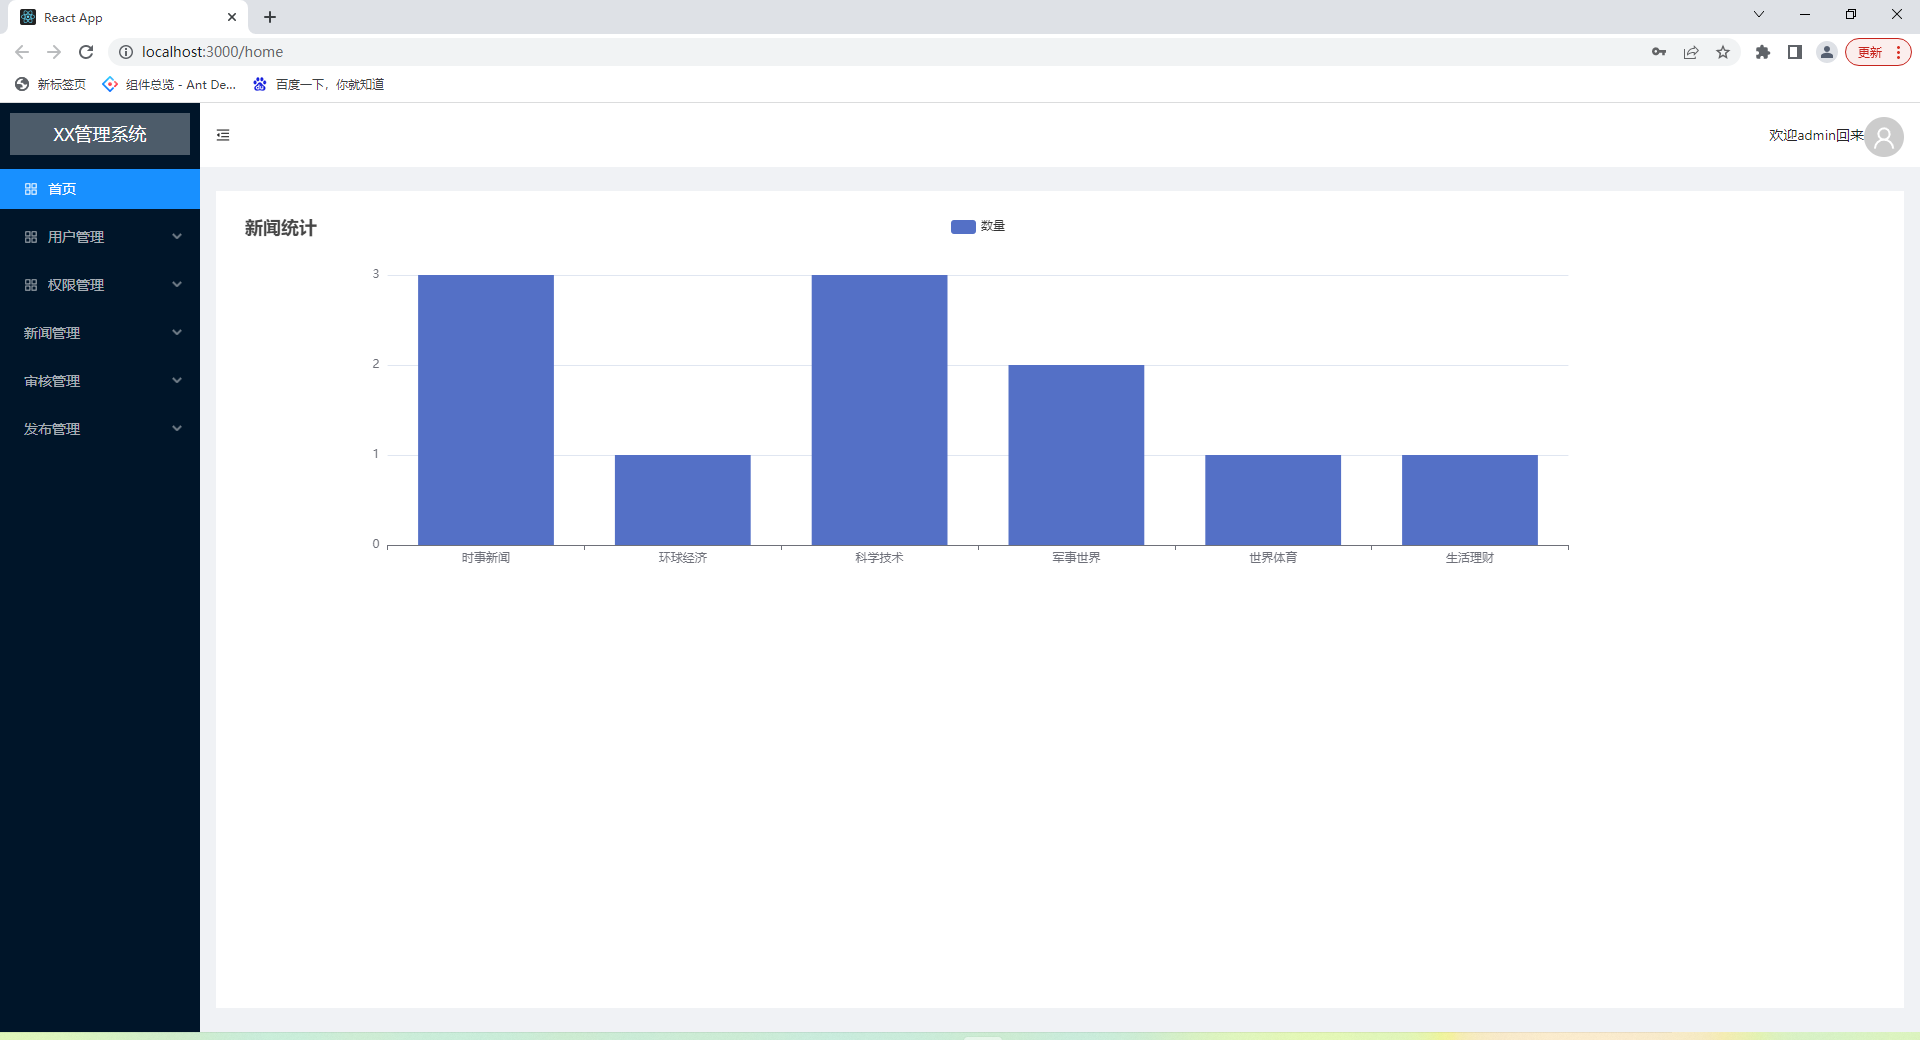 React App
localhost:3000/home
更新
新标签页
组件总览 - Ant De...
百度一下，你就知道
XX管理系统
欢迎admin回来
首页
用户管理
权限管理
新闻管理
审核管理
发布管理
新闻统计
数量
3
2
1
0
时事新闻
环球经济
科学技术
军事世界
世界体育
生活理财